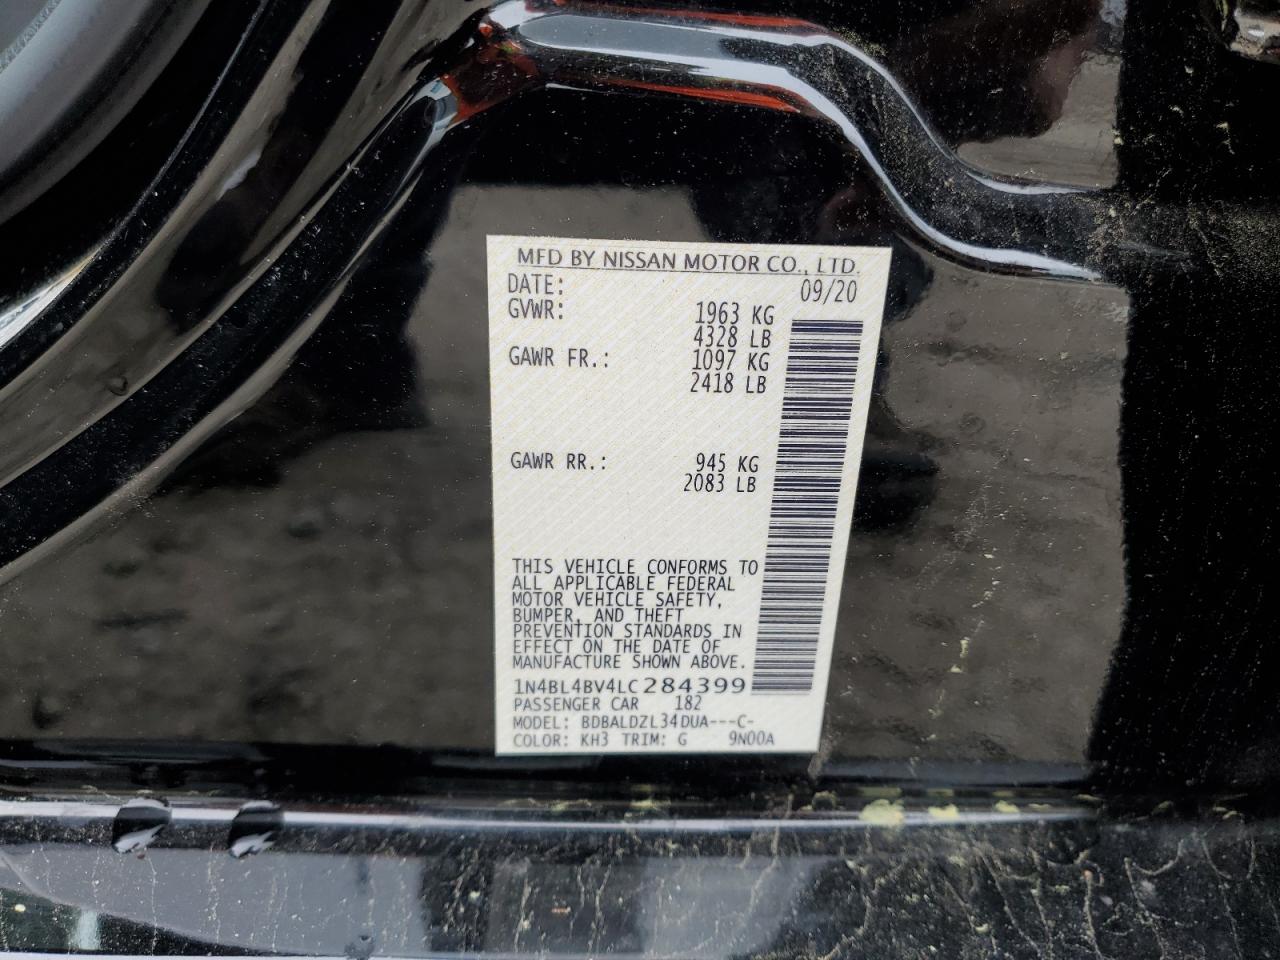 MFD BY NISSAN MOTOR CO., LTD.
DATE: 09/20
GVWR: 1963 KG
4328 LB
GAWR FR.: 1097 KG
2418 LB
GAWR RR.: 945 KG
2083 LB
THIS VEHICLE CONFORMS TO
ALL APPLICABLE FEDERAL
MOTOR VEHICLE SAFETY,
BUMPER, AND THEFT
PREVENTION STANDARDS IN
EFFECT ON THE DATE OF
MANUFACTURE SHOWN ABOVE.
1N4BL4BV4LC284399
PASSENGER CAR 182
MODEL: BDBALDZL34DUA---C-
COLOR: KH3 TRIM: G 9N00A